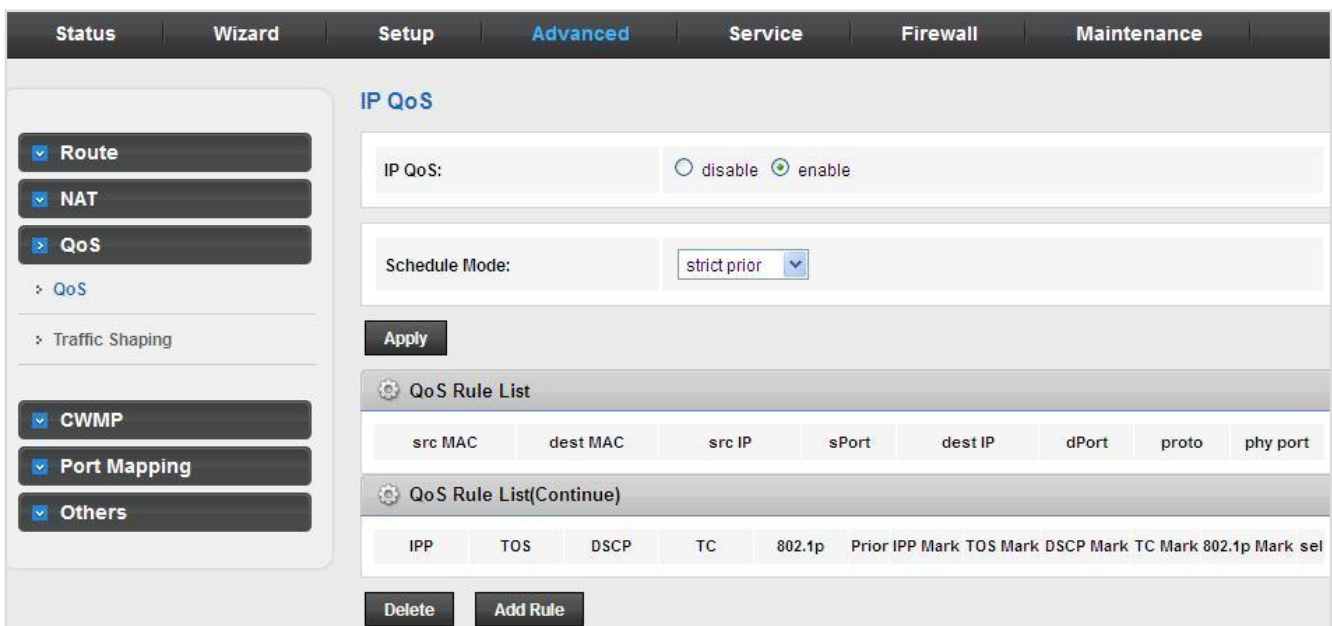 Status Wizard Setup Advanced Service Firewall Maintenance
Route
NAT
QoS
QoS
Traffic Shaping
CWMP
Port Mapping
Others
IP QoS
IP QoS: disable enable
Schedule Mode: strict prior
Apply
QoS Rule List
src MAC dest MAC src IP sPort dest IP dPort proto phy port
QoS Rule List(Continue)
IPP TOS DSCP TC 802.1p Prior IPP Mark TOS Mark DSCP Mark TC Mark 802.1p Mark sel
Delete Add Rule